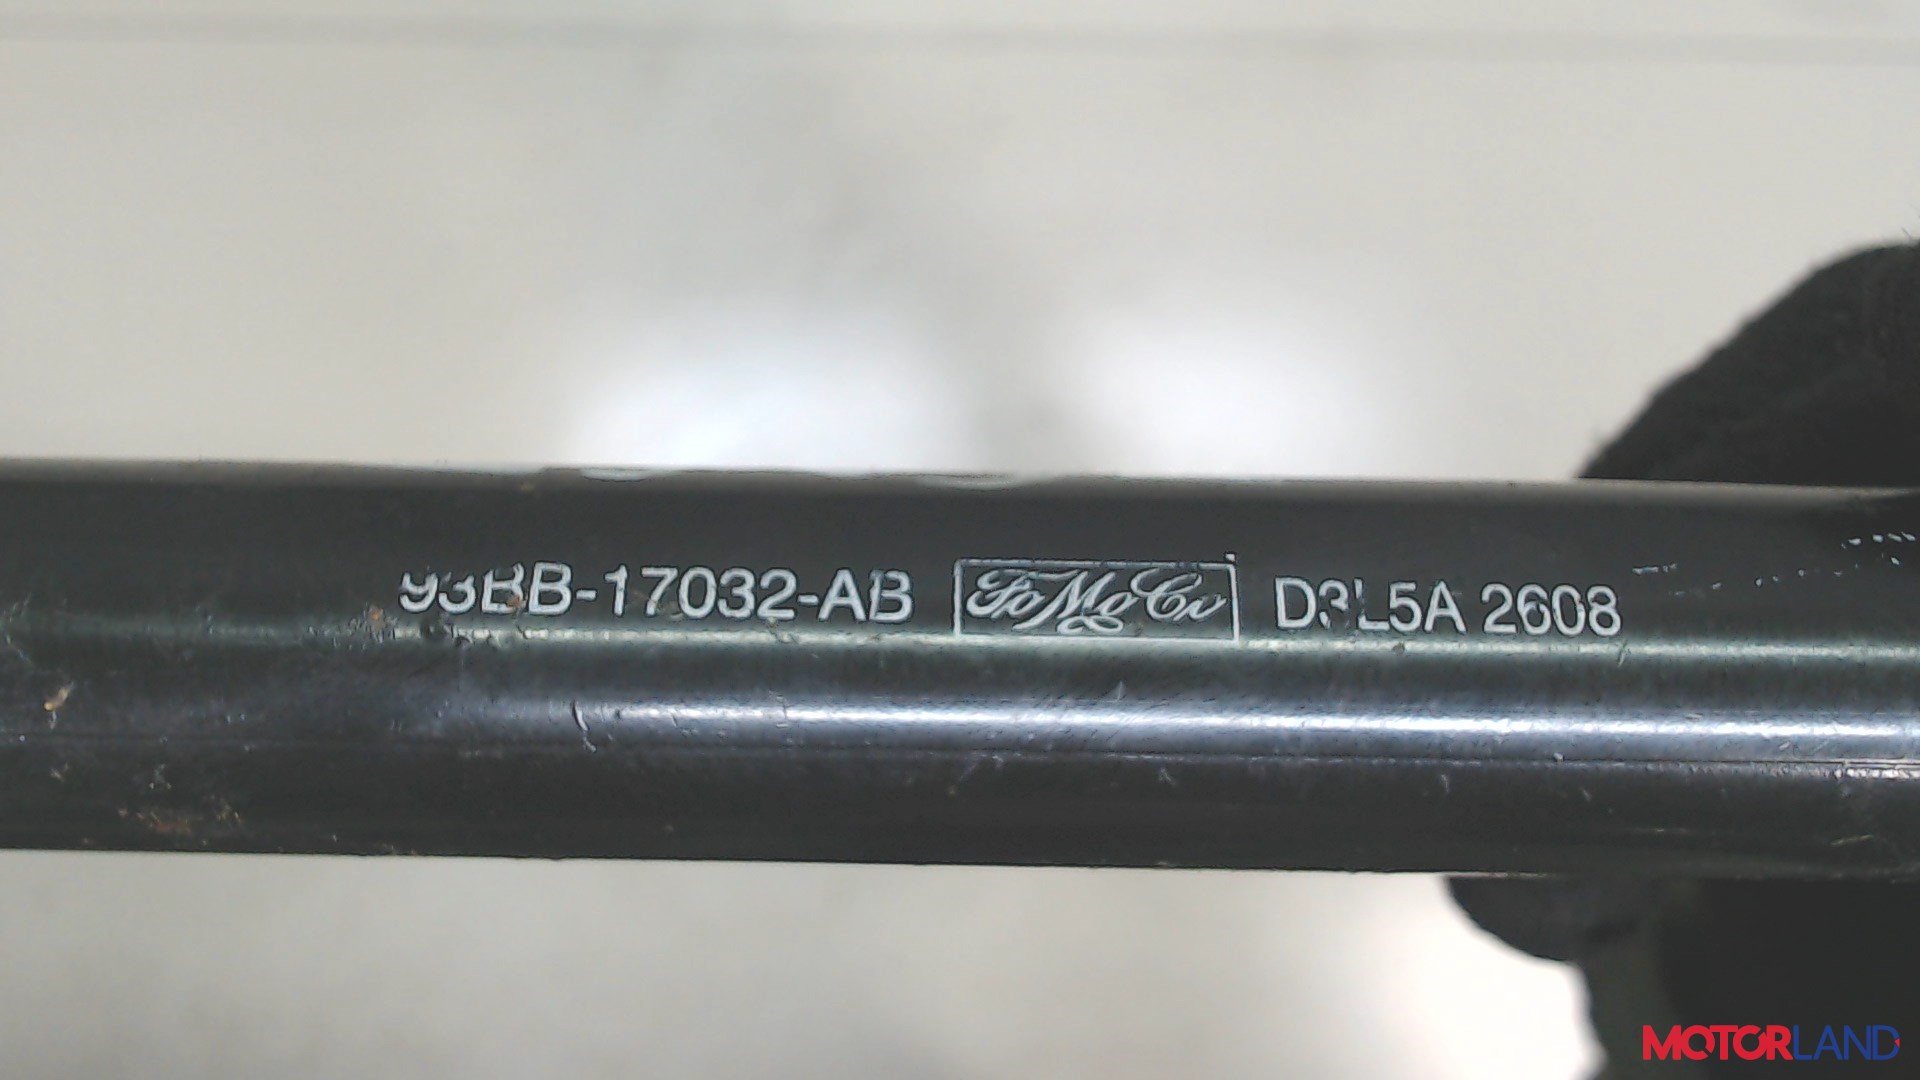 93BB-17032-AB FoMoCo D3L5A 2608
MOTORLAND